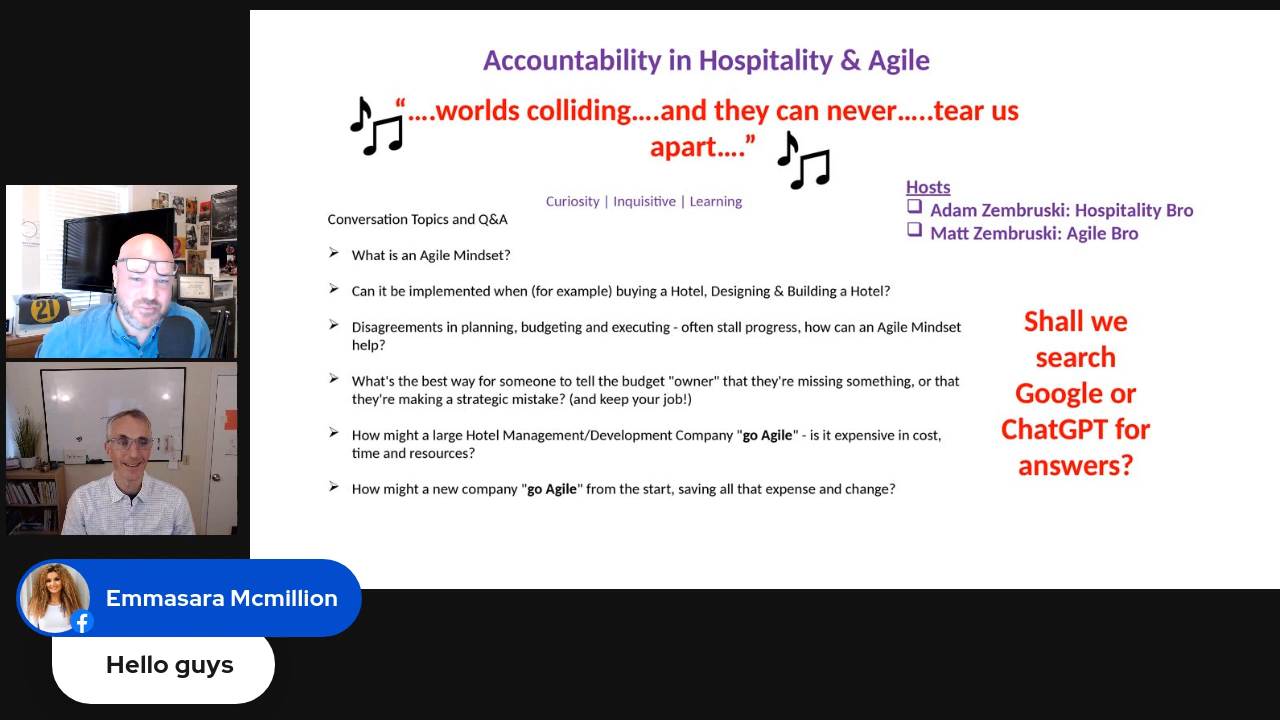 Accountability in Hospitality & Agile
“....worlds colliding....and they can never.....tear us
apart....”
Curiosity | Inquisitive | Learning
Conversation Topics and Q&A
What is an Agile Mindset?
Can it be implemented when (for example) buying a Hotel, Designing & Building a Hotel?
Disagreements in planning, budgeting and executing - often stall progress, how can an Agile Mindset
help?
What's the best way for someone to tell the budget "owner" that they're missing something, or that
they're making a strategic mistake? (and keep your job!)
How might a large Hotel Management/Development Company "go Agile" - is it expensive in cost,
time and resources?
How might a new company "go Agile" from the start, saving all that expense and change?
Hosts
Adam Zembruski: Hospitality Bro
Matt Zembruski: Agile Bro
Shall we
search
Google or
ChatGPT for
answers?
21
Emmasara Mcmillion
Hello guys